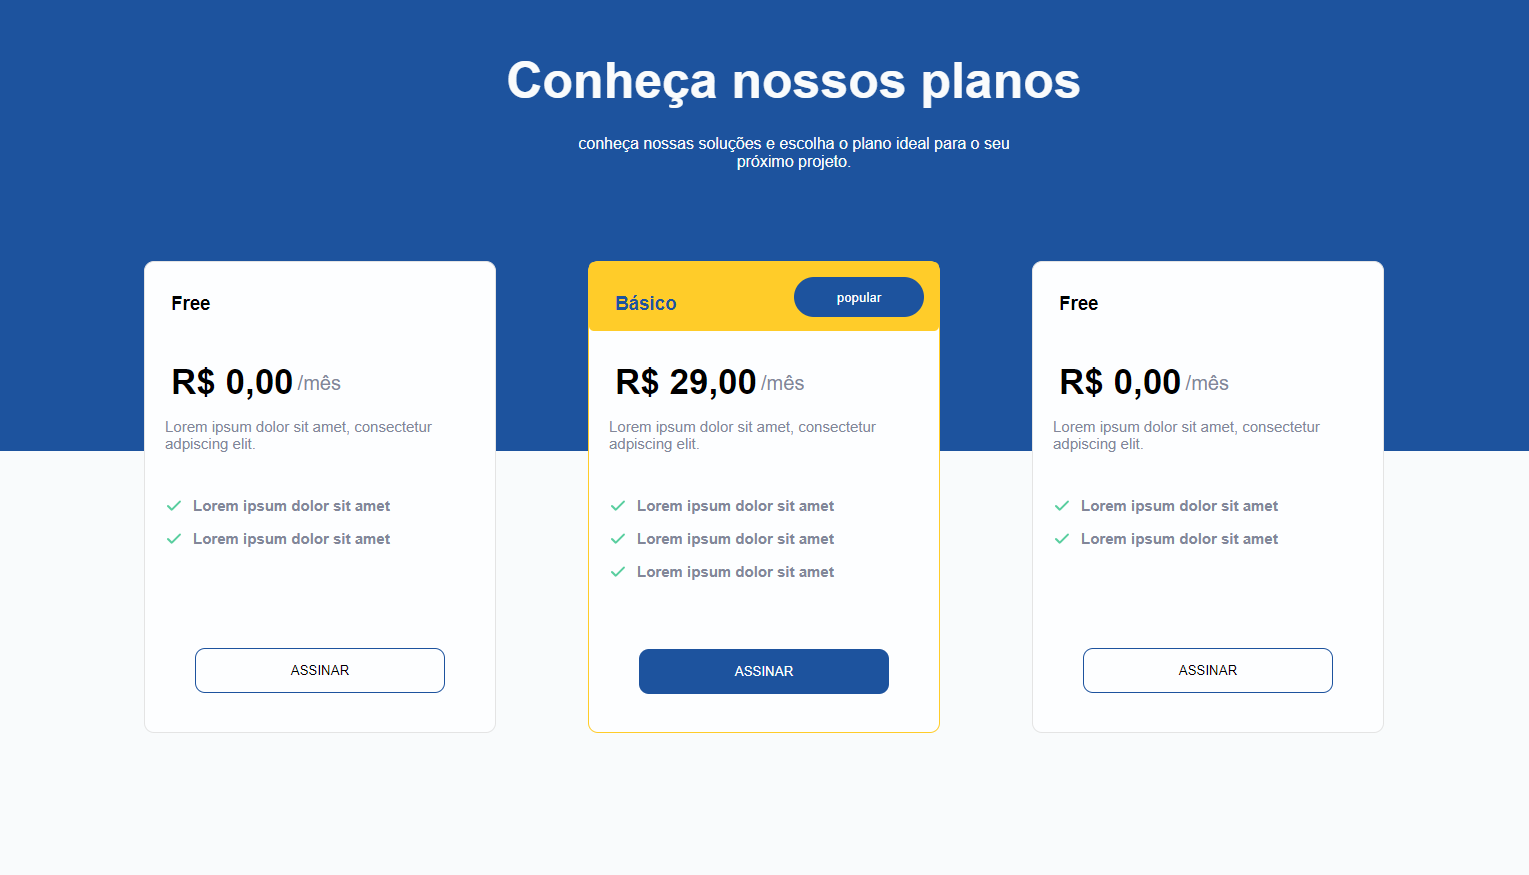 Conheça nossos planos
conheça nossas soluções e escolha o plano ideal para o seu
próximo projeto.
Free
R$ 0,00 /mês
Lorem ipsum dolor sit amet, consectetur
adpiscing elit.
Lorem ipsum dolor sit amet
Lorem ipsum dolor sit amet
ASSINAR
Básico
popular
R$ 29,00 /mês
Lorem ipsum dolor sit amet, consectetur
adpiscing elit.
Lorem ipsum dolor sit amet
Lorem ipsum dolor sit amet
Lorem ipsum dolor sit amet
ASSINAR
Free
R$ 0,00 /mês
Lorem ipsum dolor sit amet, consectetur
adpiscing elit.
Lorem ipsum dolor sit amet
Lorem ipsum dolor sit amet
ASSINAR